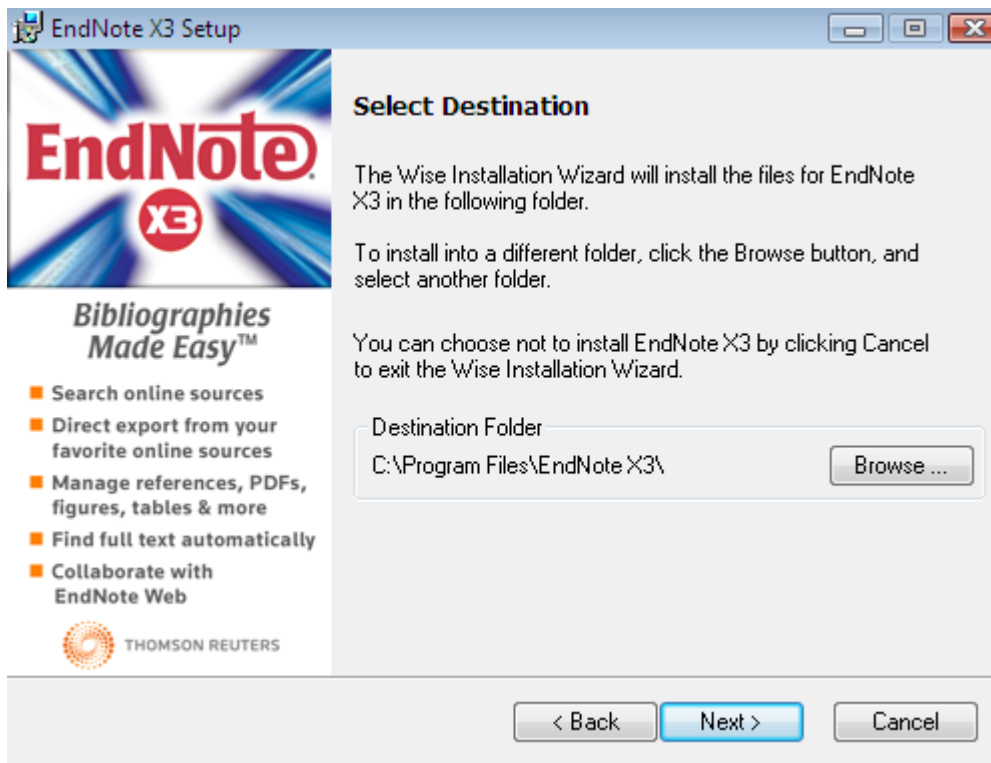 EndNote X3 Setup
EndNote
X3
Bibliographies
Made Easy™
Search online sources
Direct export from your
favorite online sources
Manage references, PDFs,
figures, tables & more
Find full text automatically
Collaborate with
EndNote Web
THOMSON REUTERS
Select Destination
The Wise Installation Wizard will install the files for EndNote
X3 in the following folder.
To install into a different folder, click the Browse button, and
select another folder.
You can choose not to install EndNote X3 by clicking Cancel
to exit the Wise Installation Wizard.
Destination Folder
C:\Program Files\EndNote X3\
Browse ...
< Back
Next >
Cancel